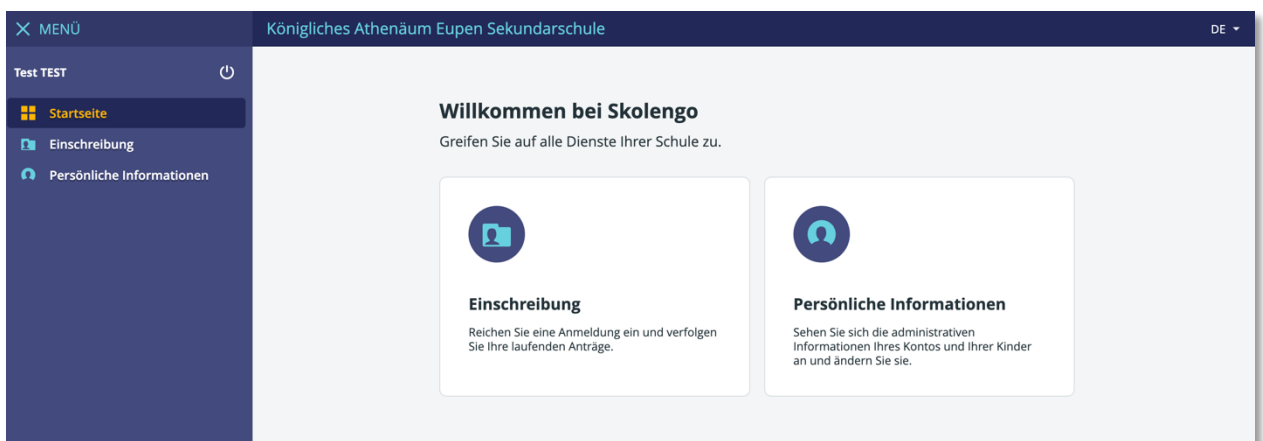 MENÜ
Königliches Athenäum Eupen Sekundarschule
DE
Test TEST
Startseite
Einschreibung
Persönliche Informationen
Willkommen bei Skolengo
Greifen Sie auf alle Dienste Ihrer Schule zu.
Einschreibung
Reichen Sie eine Anmeldung ein und verfolgen
Sie Ihre laufenden Anträge.
Persönliche Informationen
Sehen Sie sich die administrativen
Informationen Ihres Kontos und Ihrer Kinder
an und ändern Sie sie.